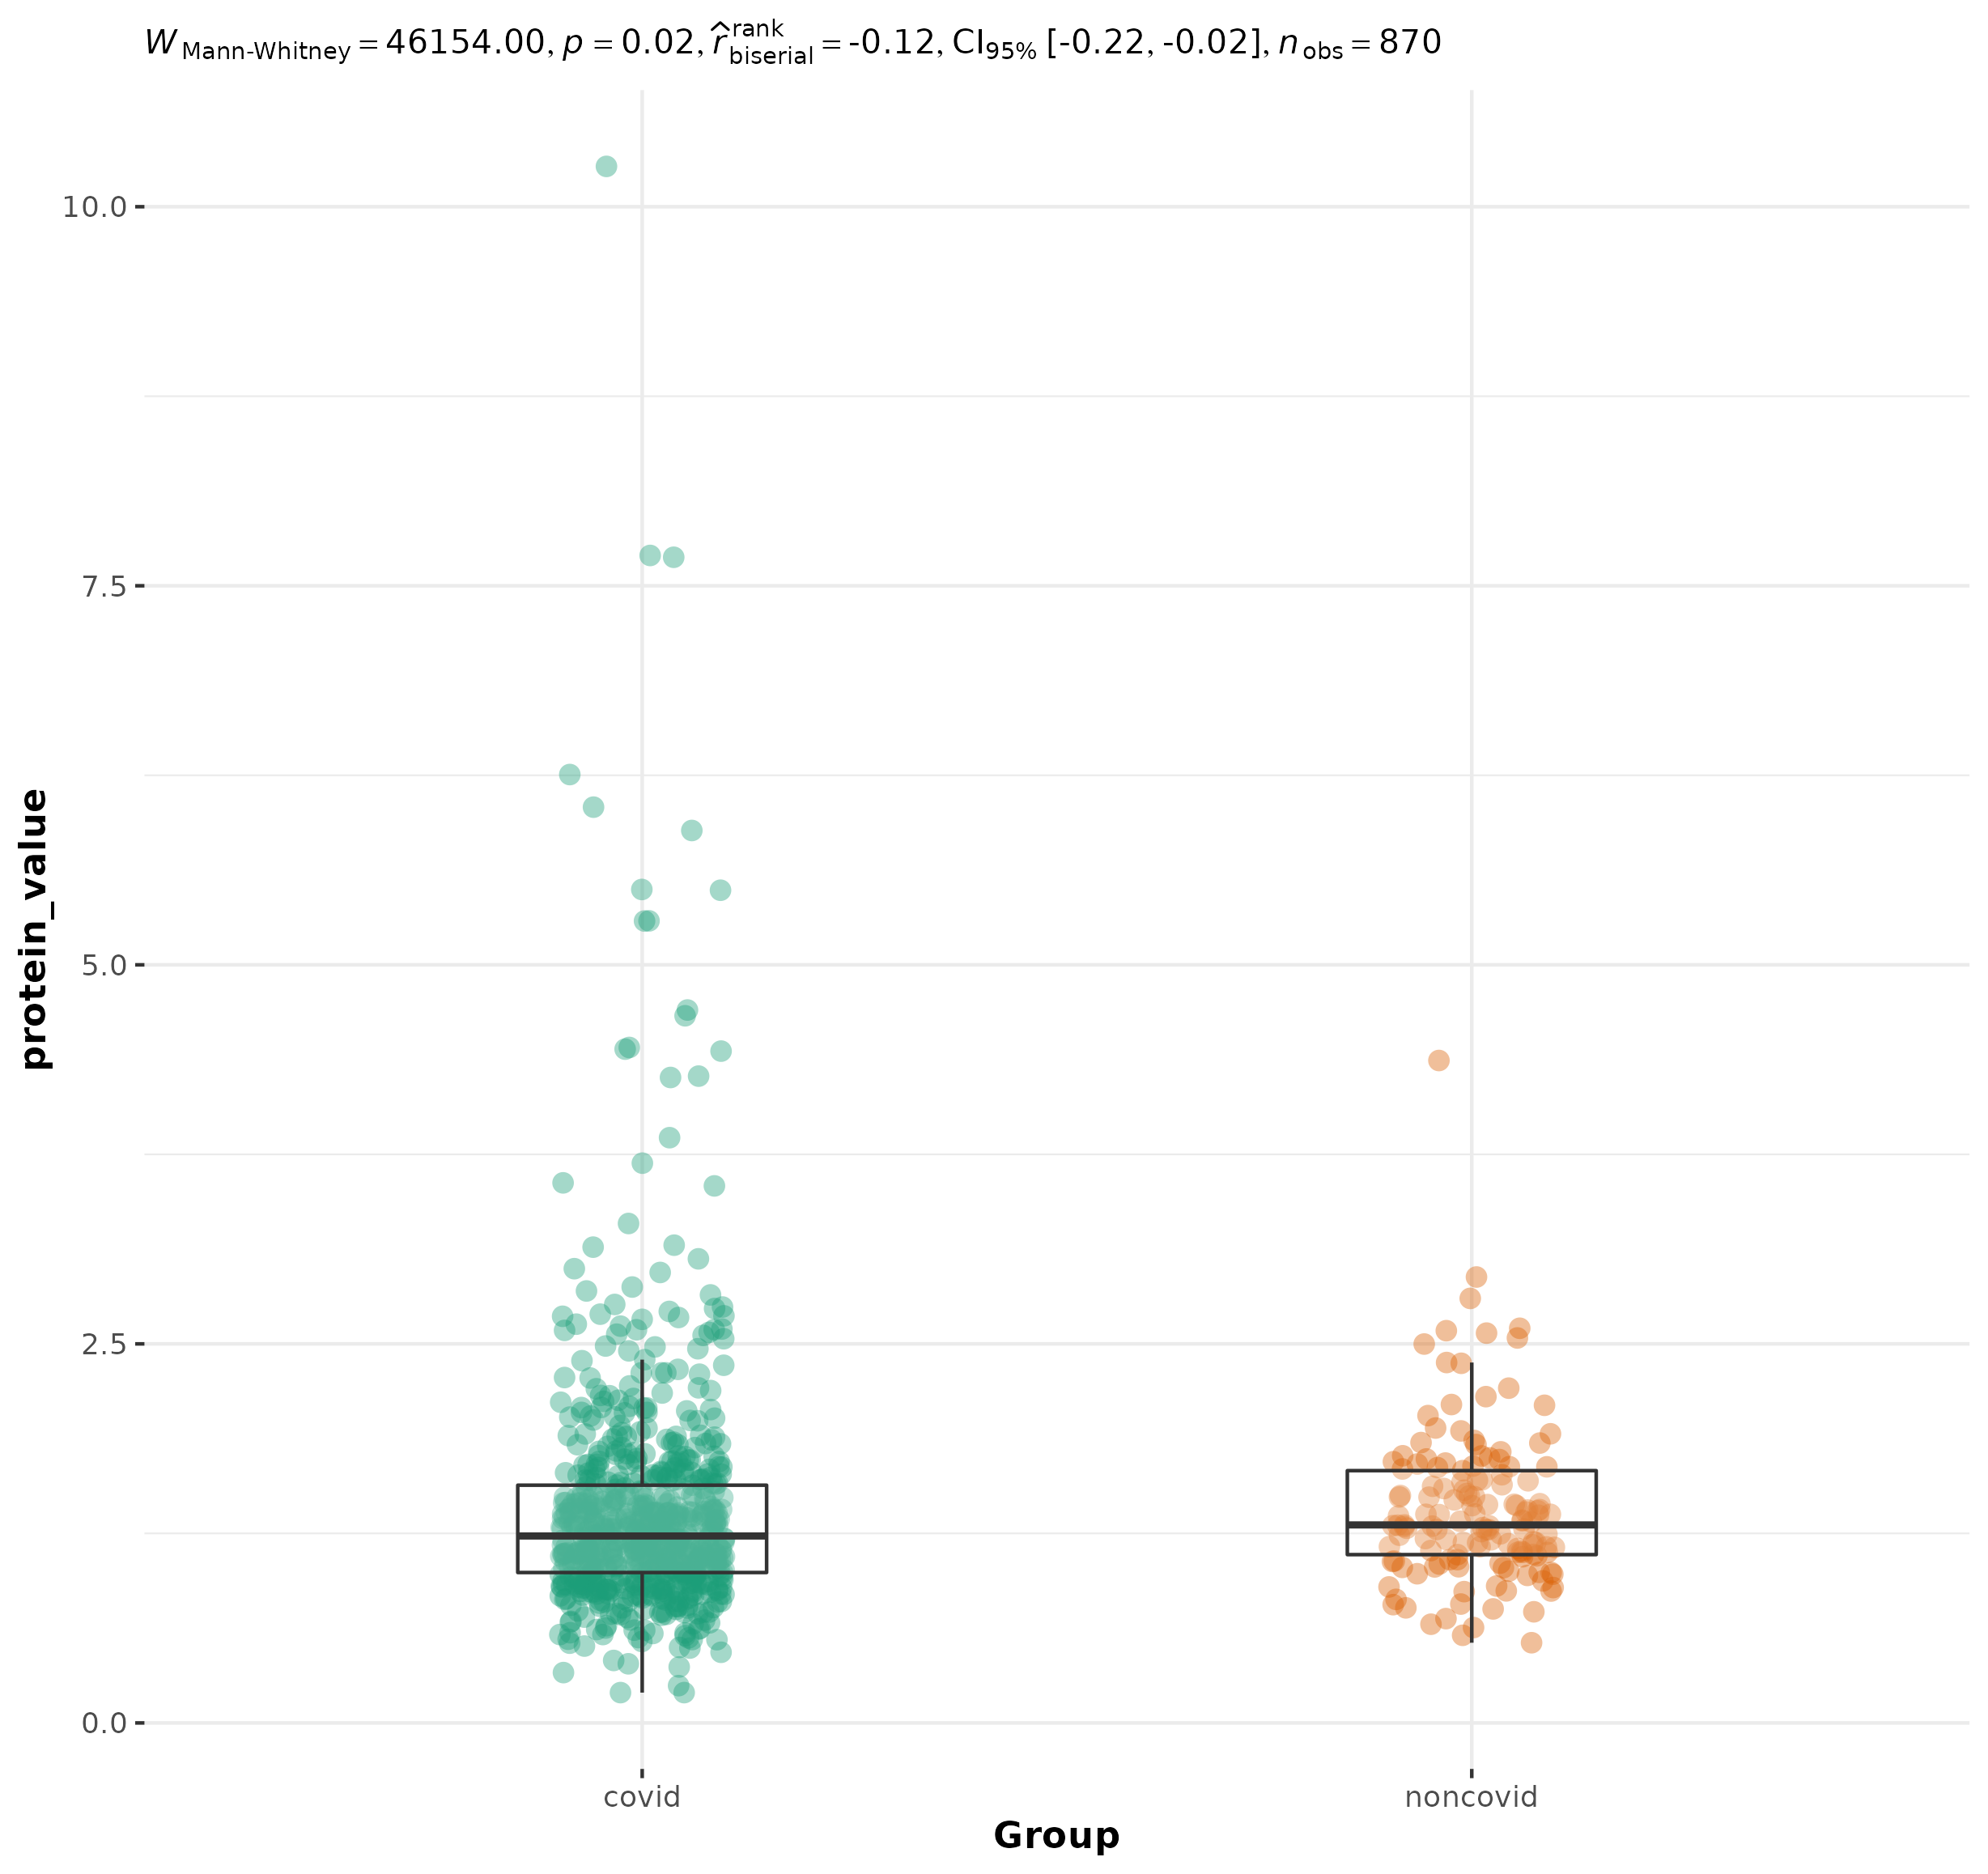 W Mann-Whitney = 46154.00, p = 0.02, r̂ rank biserial = -0.12, CI95% [-0.22, -0.02], n obs = 870
10.0
7.5
5.0
2.5
0.0
protein_value
covid noncovid
Group